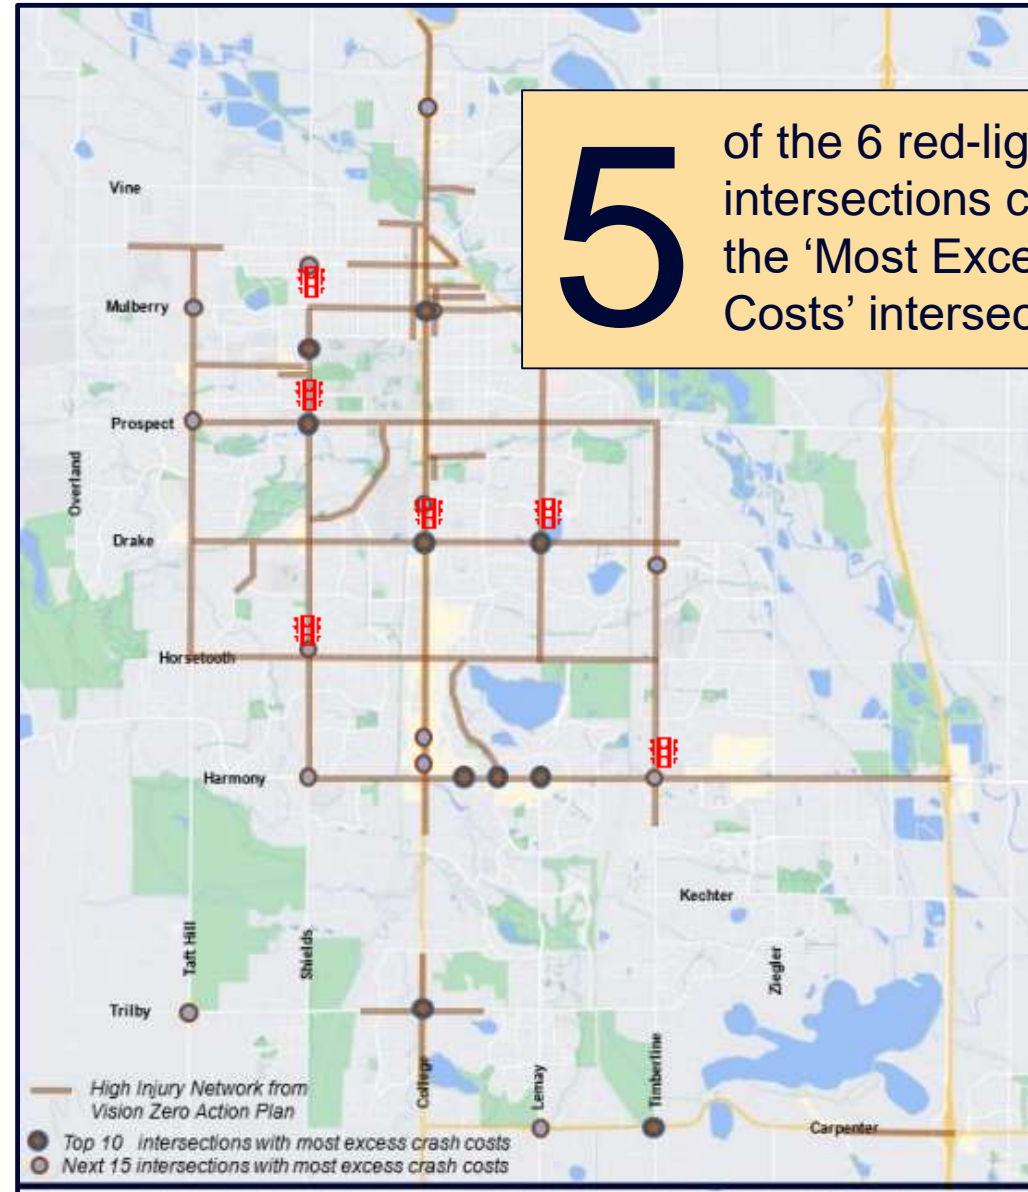 5
of the 6 red-lig
intersections c
the ‘Most Exce
Costs’ intersec
Vine
Mulberry
Prospect
Overland
Drake
Horsetooth
Harmony
Kechter
Taft Hill
Shields
Ziegler
Trilby
College
Lemay
Timberline
Carpenter
High Injury Network from
Vision Zero Action Plan
Top 10 intersections with most excess crash costs
Next 15 intersections with most excess crash costs